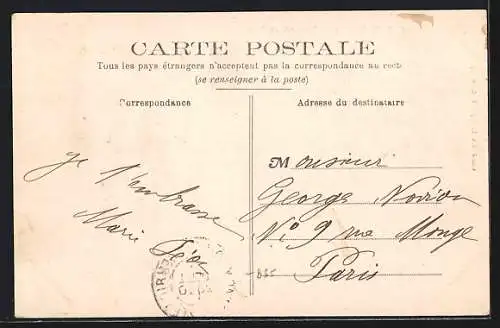 CARTE POSTALE
Tous les pays étrangers n'acceptent pas la correspondance au recto
(se renseigner à la poste)
Correspondance
Adresse du destinataire
je t'embrasse
Marie
Monsieur
George
No 9 rue Monge
Paris